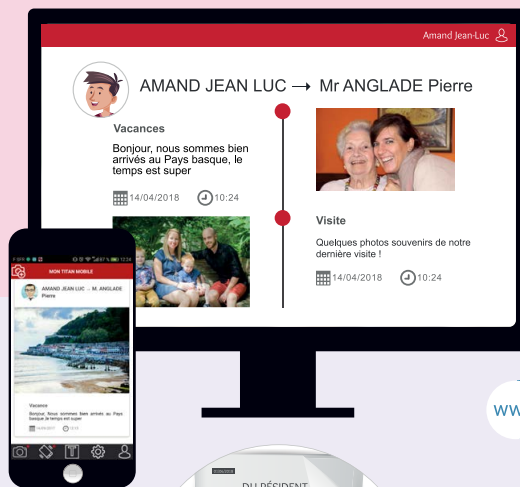 Amand Jean-Luc
AMAND JEAN LUC → Mr ANGLADE Pierre
Vacances
Bonjour, nous sommes bien
arrivés au Pays basque, le
temps est super
14/04/2018 10:24
Visite
Quelques photos souvenirs de notre
dernière visite !
14/04/2018 10:24
MON TITAN MOBILE
AMAND JEAN LUC → M. ANGLADE
Pierre
Vacance
Bonjour, Nous sommes bien arrivés au Pays
basque le temps est super
ww
DU RÉSIDENT